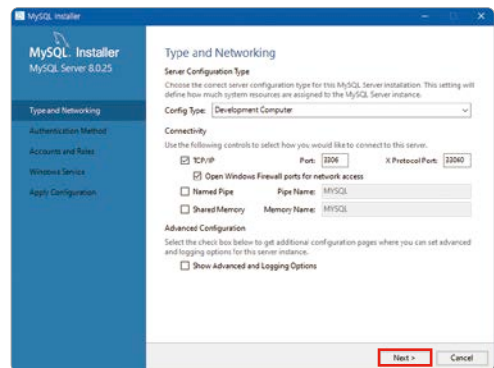 MySQL Installer
MySQL. Installer
MySQL Server 8.0.25
Type and Networking
Authentication Method
Accounts and Roles
Windows Service
Apply Configuration
Type and Networking
Server Configuration Type
Choose the correct server configuration type for this MySQL Server installation. This setting will
define how much system resources are assigned to the MySQL Server instance.
Config Type: Development Computer
Connectivity
Use the following controls to select how you would like to connect to this server.
TCP/IP Port: 3306 X Protocol Port: 33060
Open Windows Firewall ports for network access
Named Pipe Pipe Name: MYSQL
Shared Memory Memory Name: MYSQL
Advanced Configuration
Select the check box below to get additional configuration pages where you can set advanced
and logging options for this server instance.
Show Advanced and Logging Options
Next > Cancel